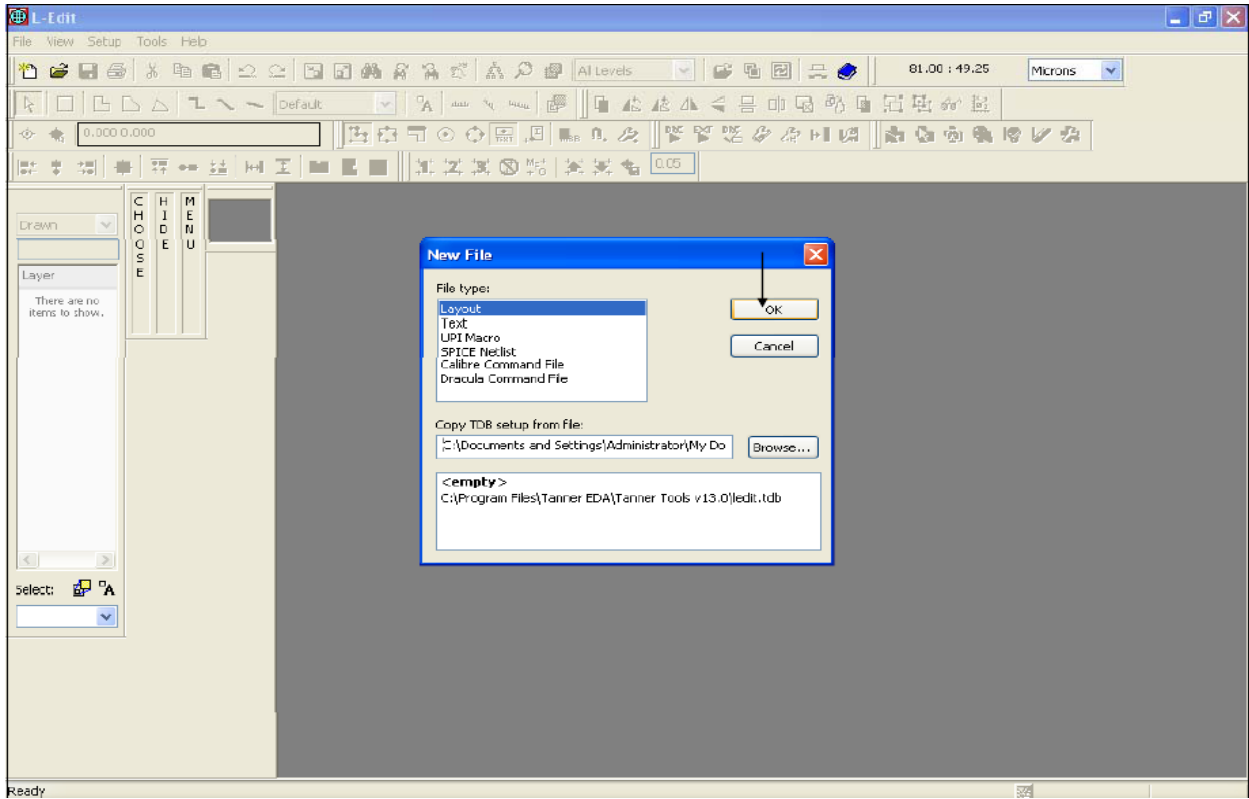 L-Edit
File View Setup Tools Help
All Levels
81.00 : 49.25
Microns
Default
0.000 0.000
0.05
CHOOSE
HIDE
MENU
Drawn
Layer
There are no
items to show.
Select:
New File
File type:
Layout
Text
UPI Macro
SPICE Netlist
Calibre Command File
Dracula Command File
OK
Cancel
Copy TDB setup from file:
C:\Documents and Settings\Administrator\My Do
Browse...
<empty>
C:\Program Files\Tanner EDA\Tanner Tools v13.0\ledit.tdb
Ready